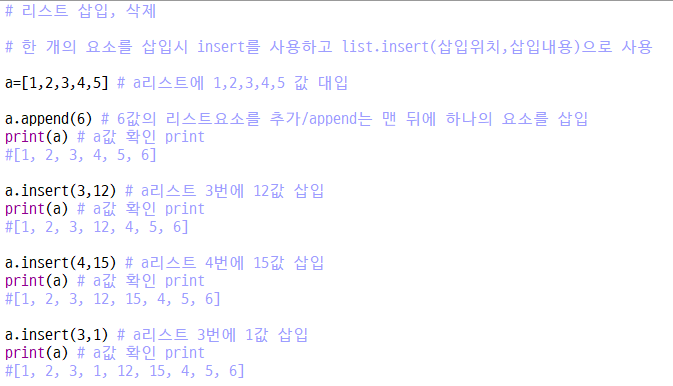 # 리스트 삽입, 삭제
# 한 개의 요소를 삽입시 insert를 사용하고 list.insert(삽입위치,삽입내용)으로 사용
a=[1,2,3,4,5] # a리스트에 1,2,3,4,5 값 대입
a.append(6) # 6값의 리스트요소를 추가/append는 맨 뒤에 하나의 요소를 삽입
print(a) # a값 확인 print
#[1, 2, 3, 4, 5, 6]
a.insert(3,12) # a리스트 3번에 12값 삽입
print(a) # a값 확인 print
#[1, 2, 3, 12, 4, 5, 6]
a.insert(4,15) # a리스트 4번에 15값 삽입
print(a) # a값 확인 print
#[1, 2, 3, 12, 15, 4, 5, 6]
a.insert(3,1) # a리스트 3번에 1값 삽입
print(a) # a값 확인 print
#[1, 2, 3, 1, 12, 15, 4, 5, 6]